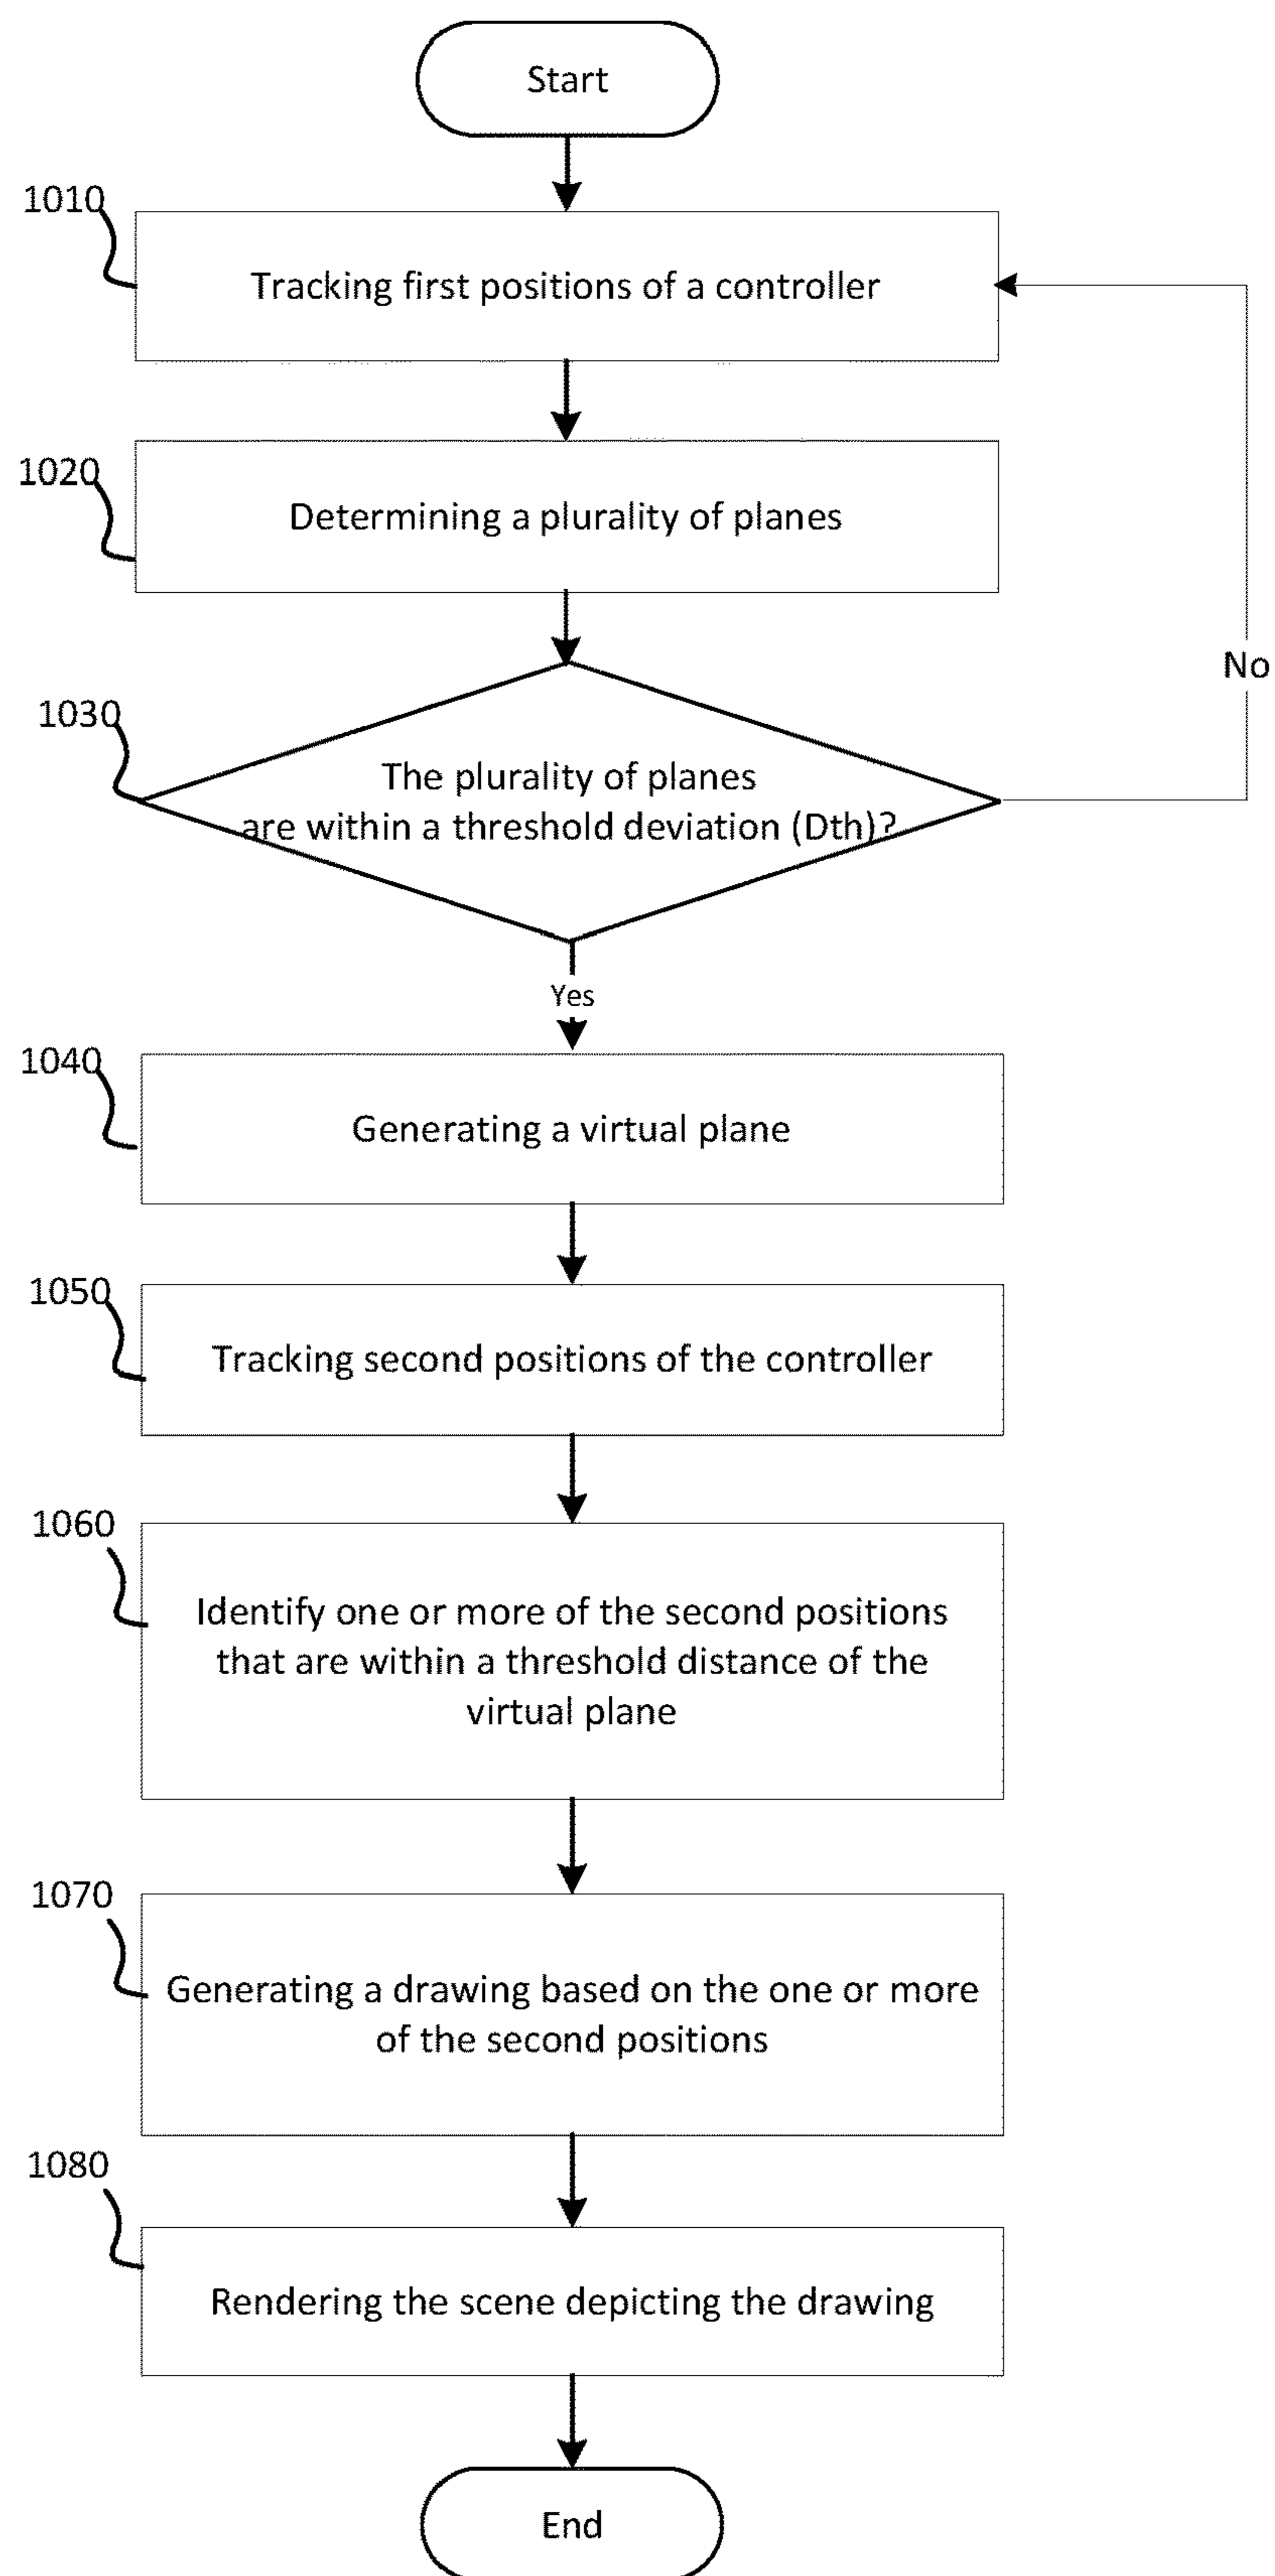 Start
1010
Tracking first positions of a controller
1020
Determining a plurality of planes
No
1030
The plurality of planes
are within a threshold deviation (Dth)?
Yes
1040
Generating a virtual plane
1050
Tracking second positions of the controller
1060
Identify one or more of the second positions
that are within a threshold distance of the
virtual plane
1070
Generating a drawing based on the one or more
of the second positions
1080
Rendering the scene depicting the drawing
End